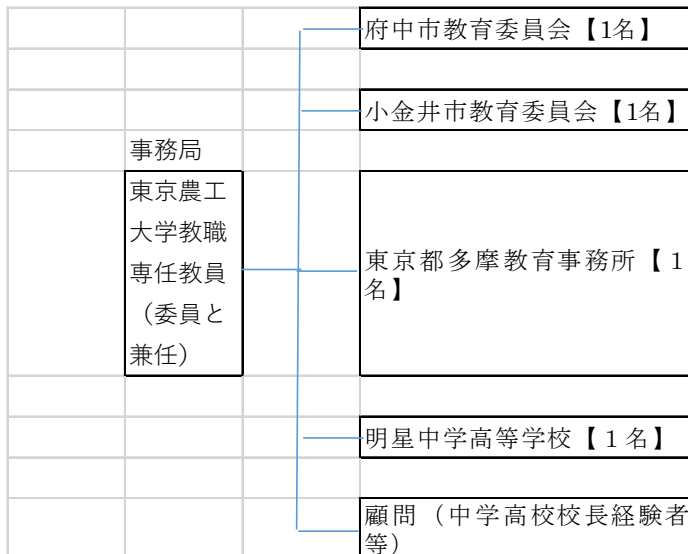 府中市教育委員会【1名】
小金井市教育委員会【1名】
事務局
東京農工
大学教職
専任教員
（委員と
兼任）
東京都多摩教育事務所【１
名】
明星中学高等学校【１名】
顧問（中学高校校長経験者
等）